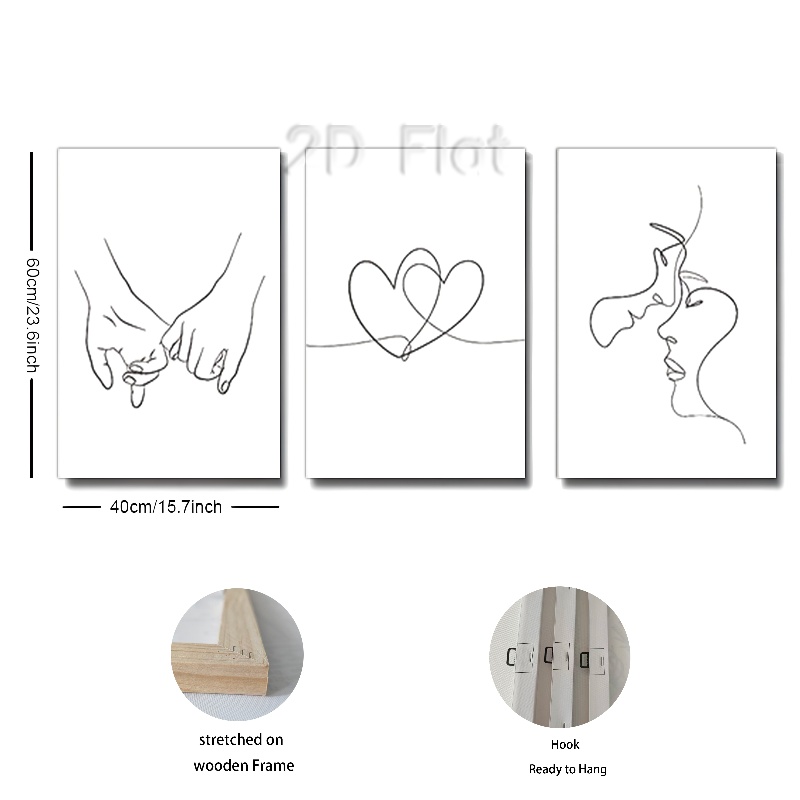 2D Flat
60cm/23.6inch
40cm/15.7inch
stretched on
wooden Frame
Hook
Ready to Hang